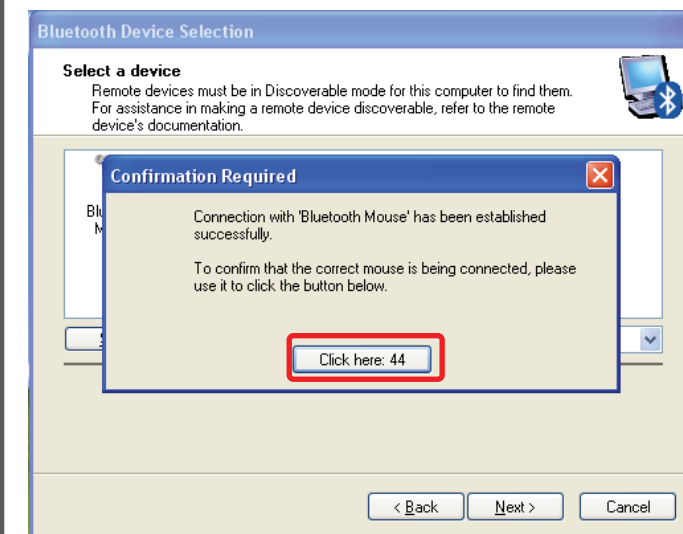 Bluetooth Device Selection
Select a device
Remote devices must be in Discoverable mode for this computer to find them.
For assistance in making a remote device discoverable, refer to the remote
device's documentation.
Confirmation Required
Connection with 'Bluetooth Mouse' has been established
successfully.
To confirm that the correct mouse is being connected, please
use it to click the button below.
Click here: 44
< Back
Next >
Cancel